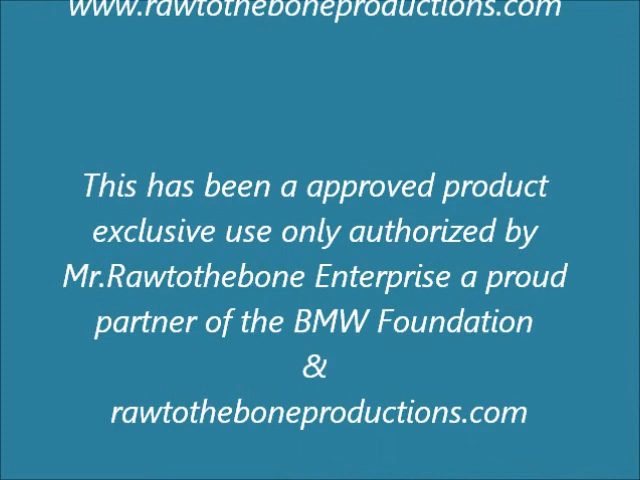 www.rawtotheboneproductions.com
This has been a approved product
exclusive use only authorized by
Mr.Rawtothebone Enterprise a proud
partner of the BMW Foundation
&
rawtotheboneproductions.com